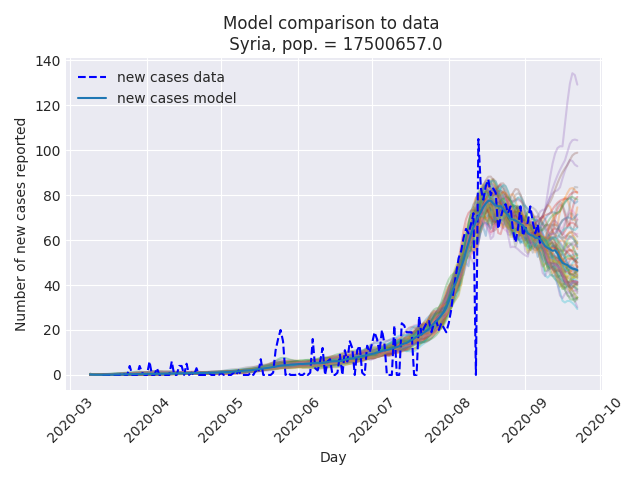 Model comparison to data
Syria, pop. = 17500657.0
new cases data
new cases model
Number of new cases reported
140
120
100
80
60
40
20
0
2020-03
2020-04
2020-05
2020-06
2020-07
2020-08
2020-09
2020-10
Day